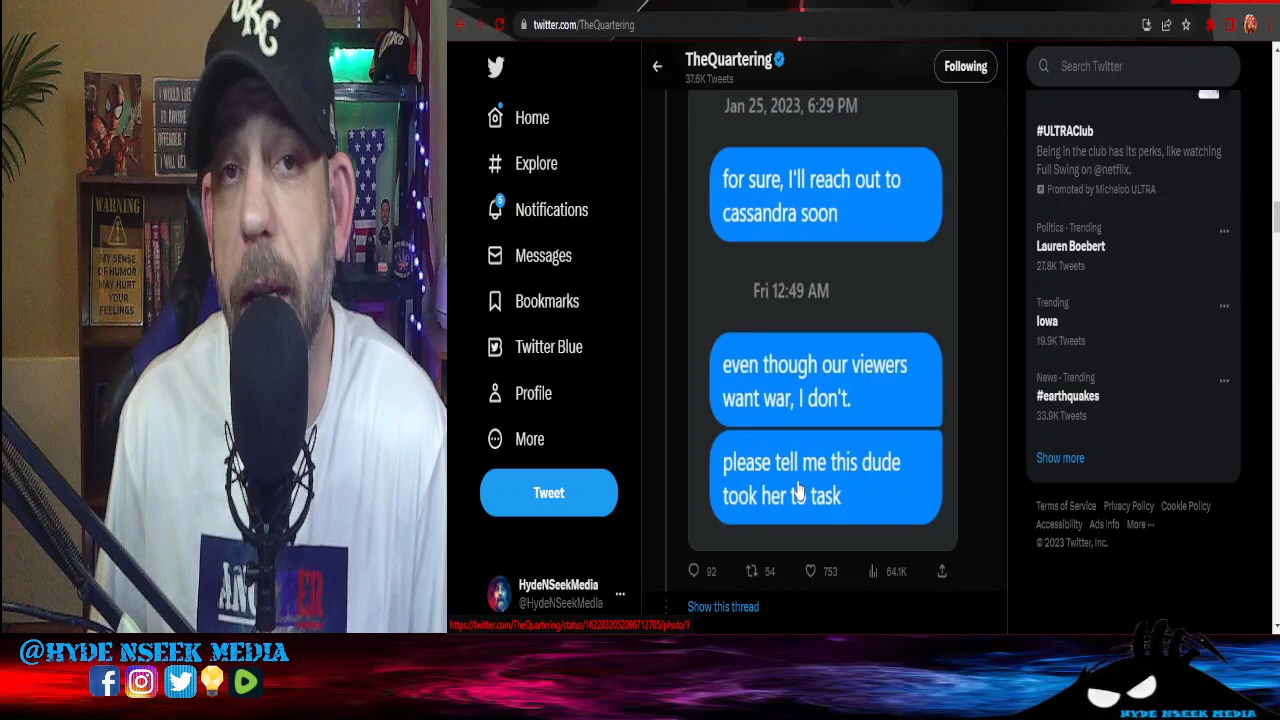 twitter.com/TheQuartering
TheQuartering
37.6K Tweets
Following
Search Twitter
Home
Explore
6
Notifications
Messages
Bookmarks
Twitter Blue
Profile
More
Tweet
HydeNSeekMedia
@HydeNSeekMedia
Jan 25, 2023, 6:29 PM
for sure, I'll reach out to
cassandra soon
Fri 12:49 AM
even though our viewers
want war, I don't.
please tell me this dude
took her to task
92
54
753
64.1K
Show this thread
#ULTRAClub
Being in the club has its perks, like watching
Full Swing on @netflix.
Promoted by Michelob ULTRA
Politics · Trending
Lauren Boebert
27.8K Tweets
Trending
Iowa
19.9K Tweets
News · Trending
#earthquakes
33.9K Tweets
Show more
Terms of Service Privacy Policy Cookie Policy
Accessibility Ads info More ···
© 2023 Twitter, Inc.
WARNING
MY SENSE
OF HUMOR
MAY HURT
YOUR
FEELINGS
I WOULD LIKE
@HYDE NSEEK MEDIA
HYDE NSEEK MEDIA